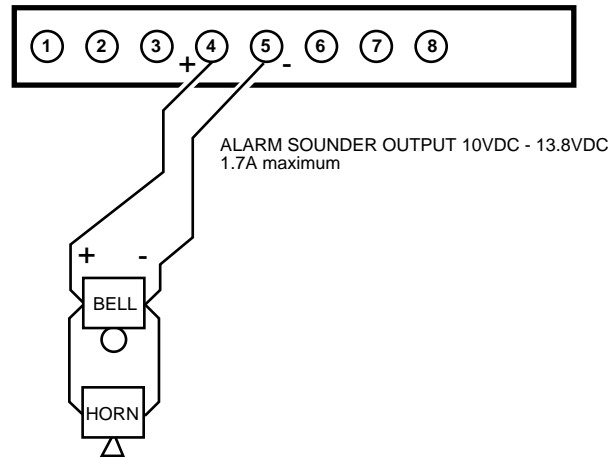 1 2 3 4 5 6 7 8
+ -
ALARM SOUNDER OUTPUT 10VDC - 13.8VDC
1.7A maximum
+ -
BELL
HORN